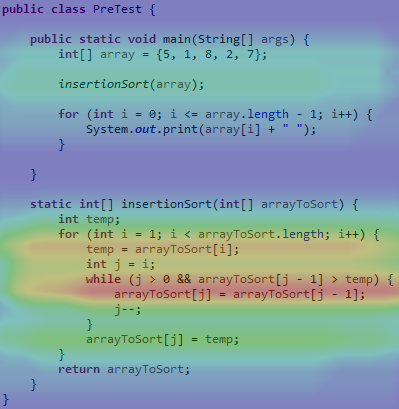 public class PreTest {
public static void main(String[] args) {
int[] array = {5, 1, 8, 2, 7};
insertionSort(array);
for (int i = 0; i <= array.length - 1; i++) {
System.out.print(array[i] + " ");
}
}
static int[] insertionSort(int[] arrayToSort) {
int temp;
for (int i = 1; i < arrayToSort.length; i++) {
temp = arrayToSort[i];
int j = i;
while (j > 0 && arrayToSort[j - 1] > temp) {
arrayToSort[j] = arrayToSort[j - 1];
j--;
}
arrayToSort[j] = temp;
}
return arrayToSort;
}
}